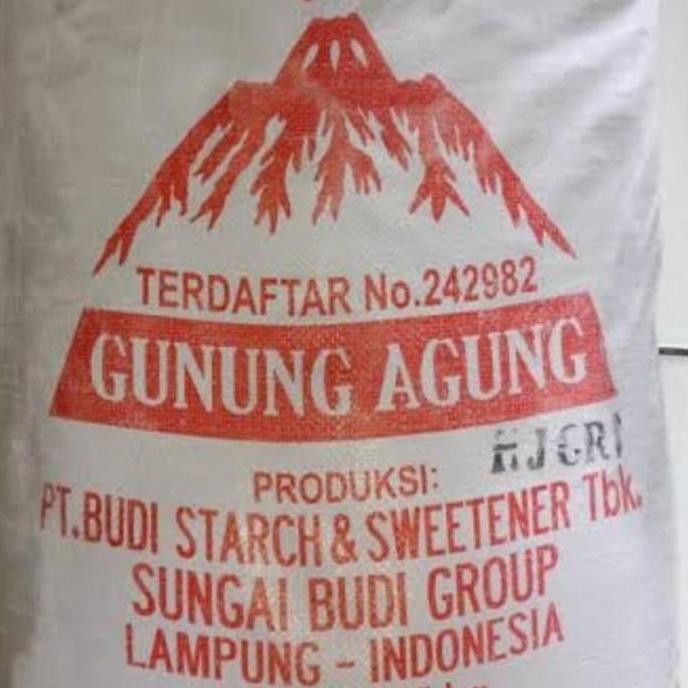 TERDAFTAR No.242982
GUNUNG AGUNG
PRODUKSI:
PT.BUDI STARCH & SWEETENER Tbk.
SUNGAI BUDI GROUP
LAMPUNG - INDONESIA